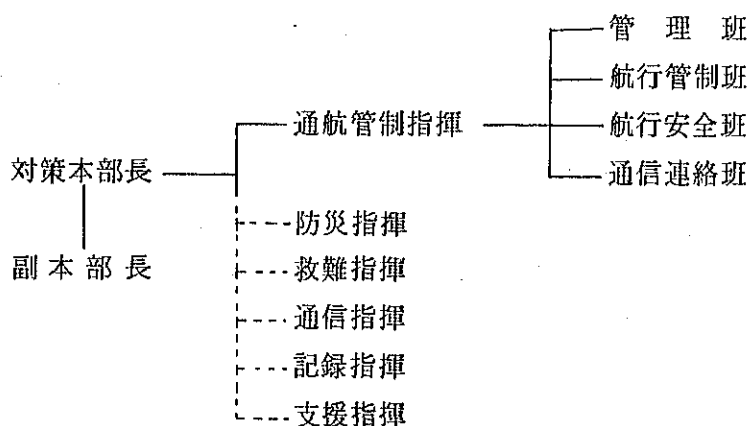 管理班
航行管制班
通航管制指揮
航行安全班
対策本部長
通信連絡班
防災指揮
副本部長
救難指揮
通信指揮
記録指揮
支援指揮